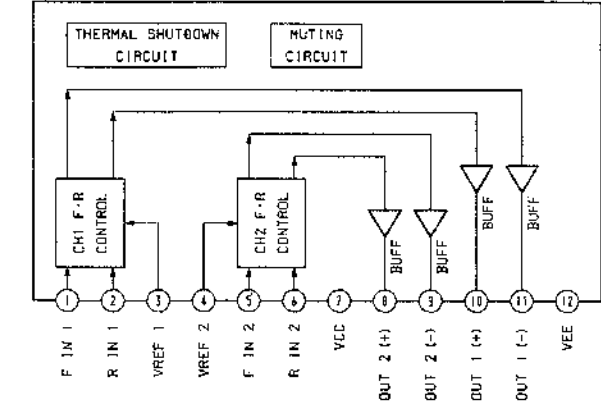 THERMAL SHUTDOWN
CIRCUIT
MUTING
CIRCUIT
CH1 F·R
CONTROL
CH2 F·R
CONTROL
BUFF
BUFF
BUFF
BUFF
1
2
3
4
5
6
7
8
9
10
11
12
F IN 1
R IN 1
VREF 1
VREF 2
F IN 2
R IN 2
VCC
OUT 2 (+)
OUT 2 (-)
OUT 1 (+)
OUT 1 (-)
VEE